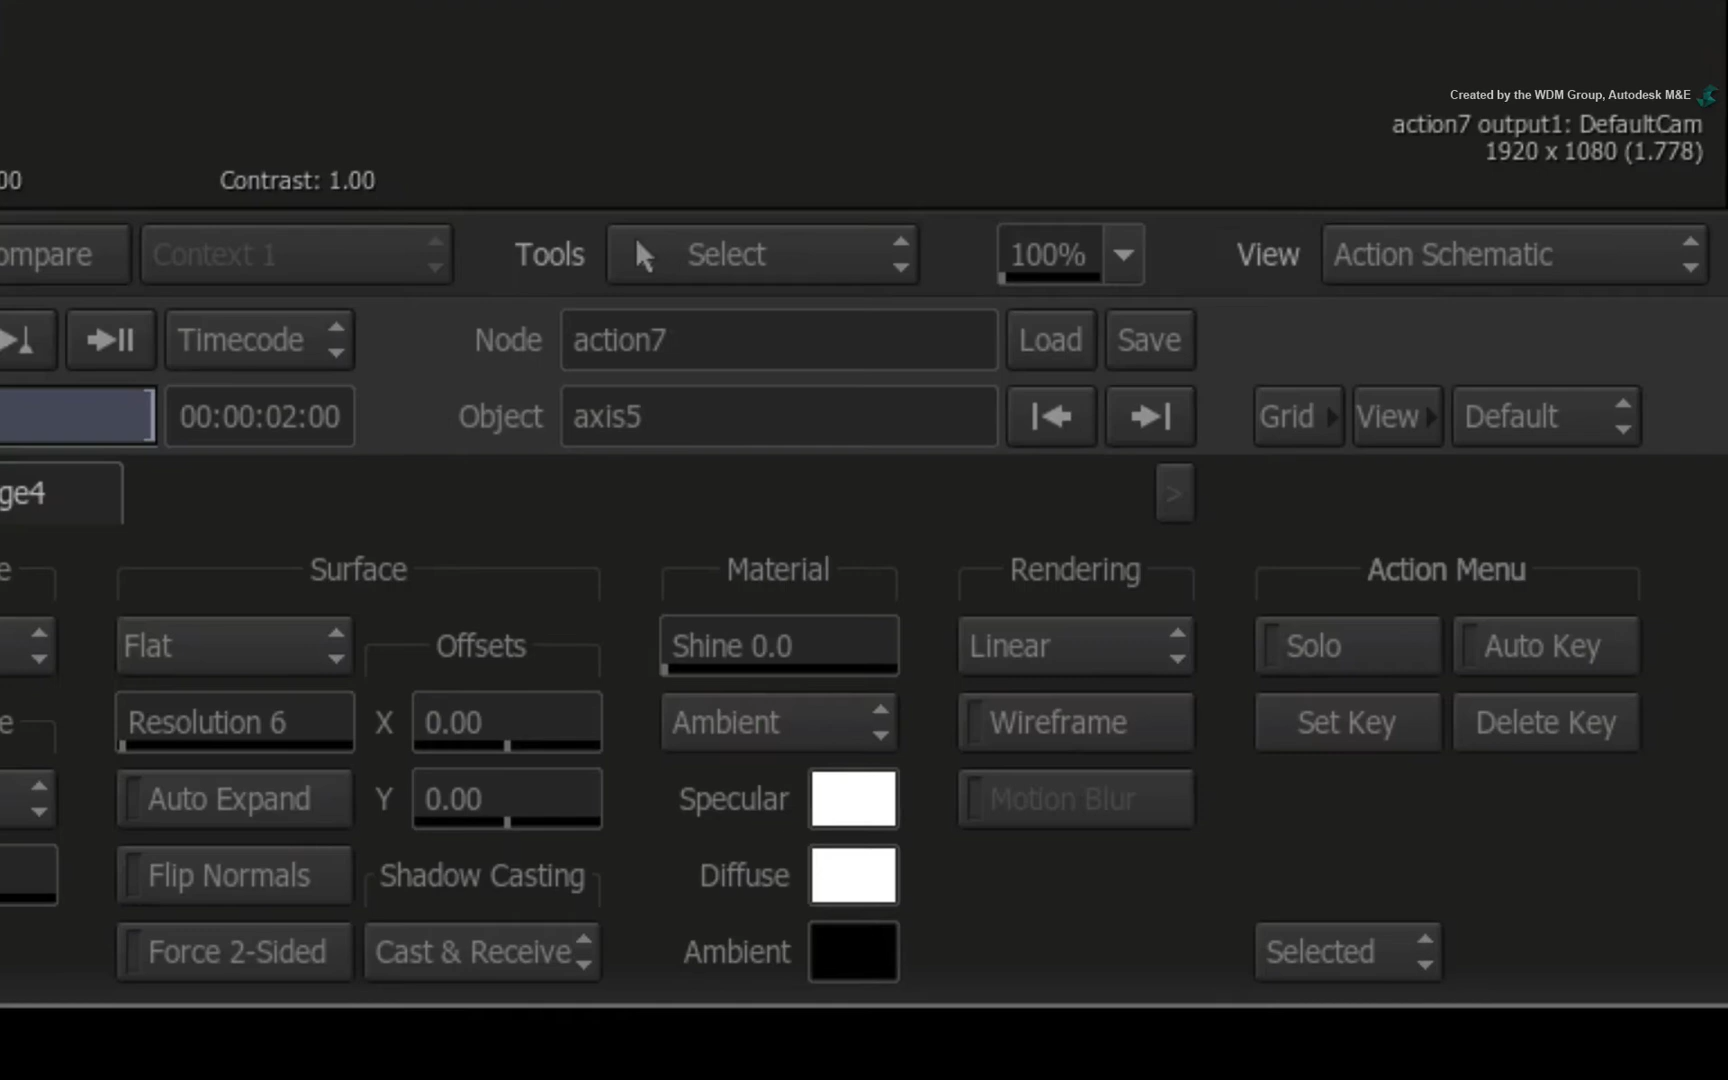 Created by the WDM Group, Autodesk M&E
action7 output1: DefaultCam
1920 x 1080 (1.778)
00 Contrast: 1.00
ompare Context 1 Tools Select 100% View Action Schematic
Timecode Node action7 Load Save
00:00:02:00 Object axis5 Grid View Default
ge4 >
e Surface Material Rendering Action Menu
Flat Offsets Shine 0.0 Linear Solo Auto Key
e Resolution 6 X 0.00 Ambient Wireframe Set Key Delete Key
Auto Expand Y 0.00 Specular Motion Blur
Flip Normals Shadow Casting Diffuse
Force 2-Sided Cast & Receive Ambient Selected